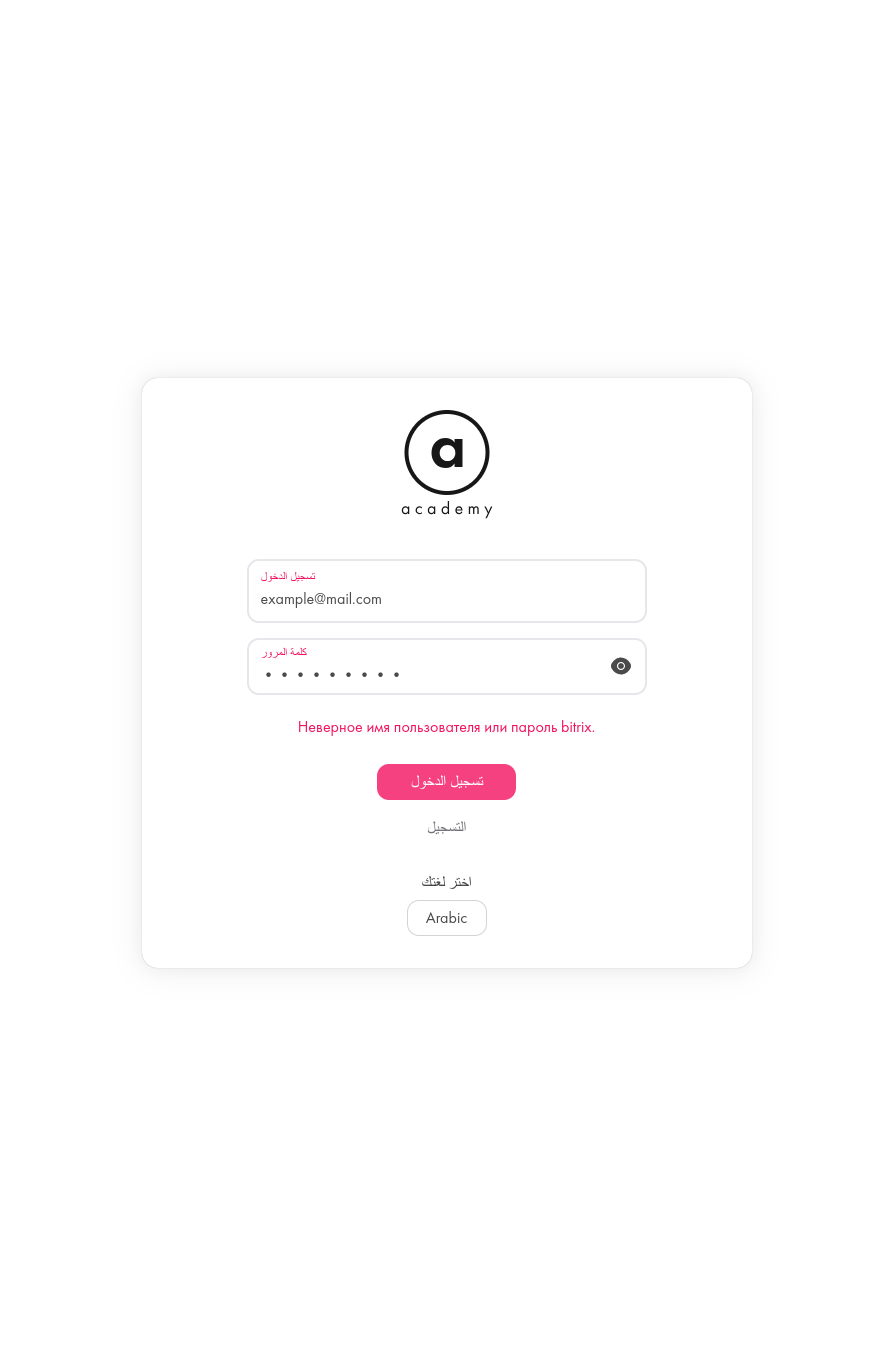 a
academy
تسجيل الدخول
example@mail.com
كلمة المرور
•••••••••
Неверное имя пользователя или пароль bitrix.
تسجيل الدخول
التسجيل
اختر لغتك
Arabic